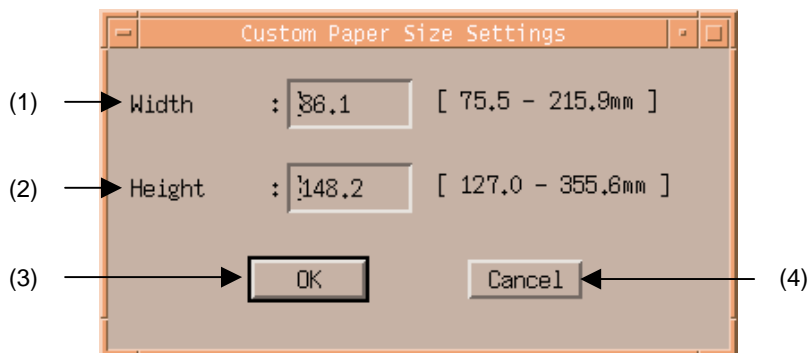 Custom Paper Size Settings
(1) Width : 86.1 [ 75.5 - 215.9mm ]
(2) Height : 148.2 [ 127.0 - 355.6mm ]
(3) OK Cancel (4)